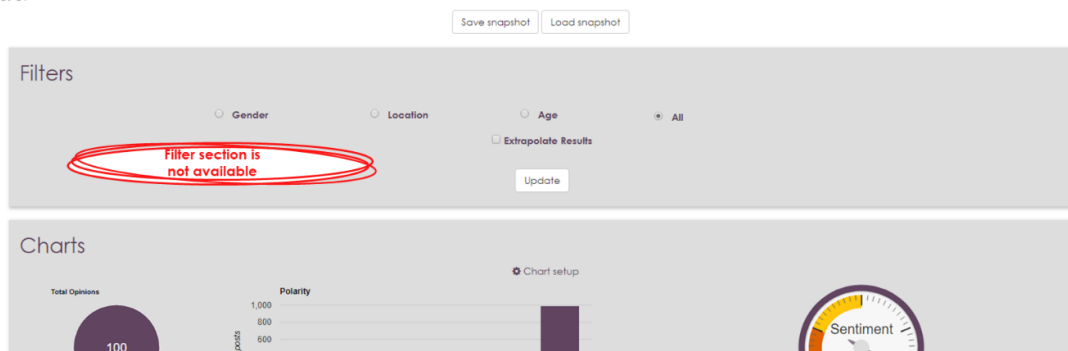 Save snapshot Load snapshot
Filters
Gender Location Age All
Extrapolate Results
Filter section is
not available
Update
Charts
Chart setup
Total Opinions
Polarity
1,000
800
600
posts
100
Sentiment